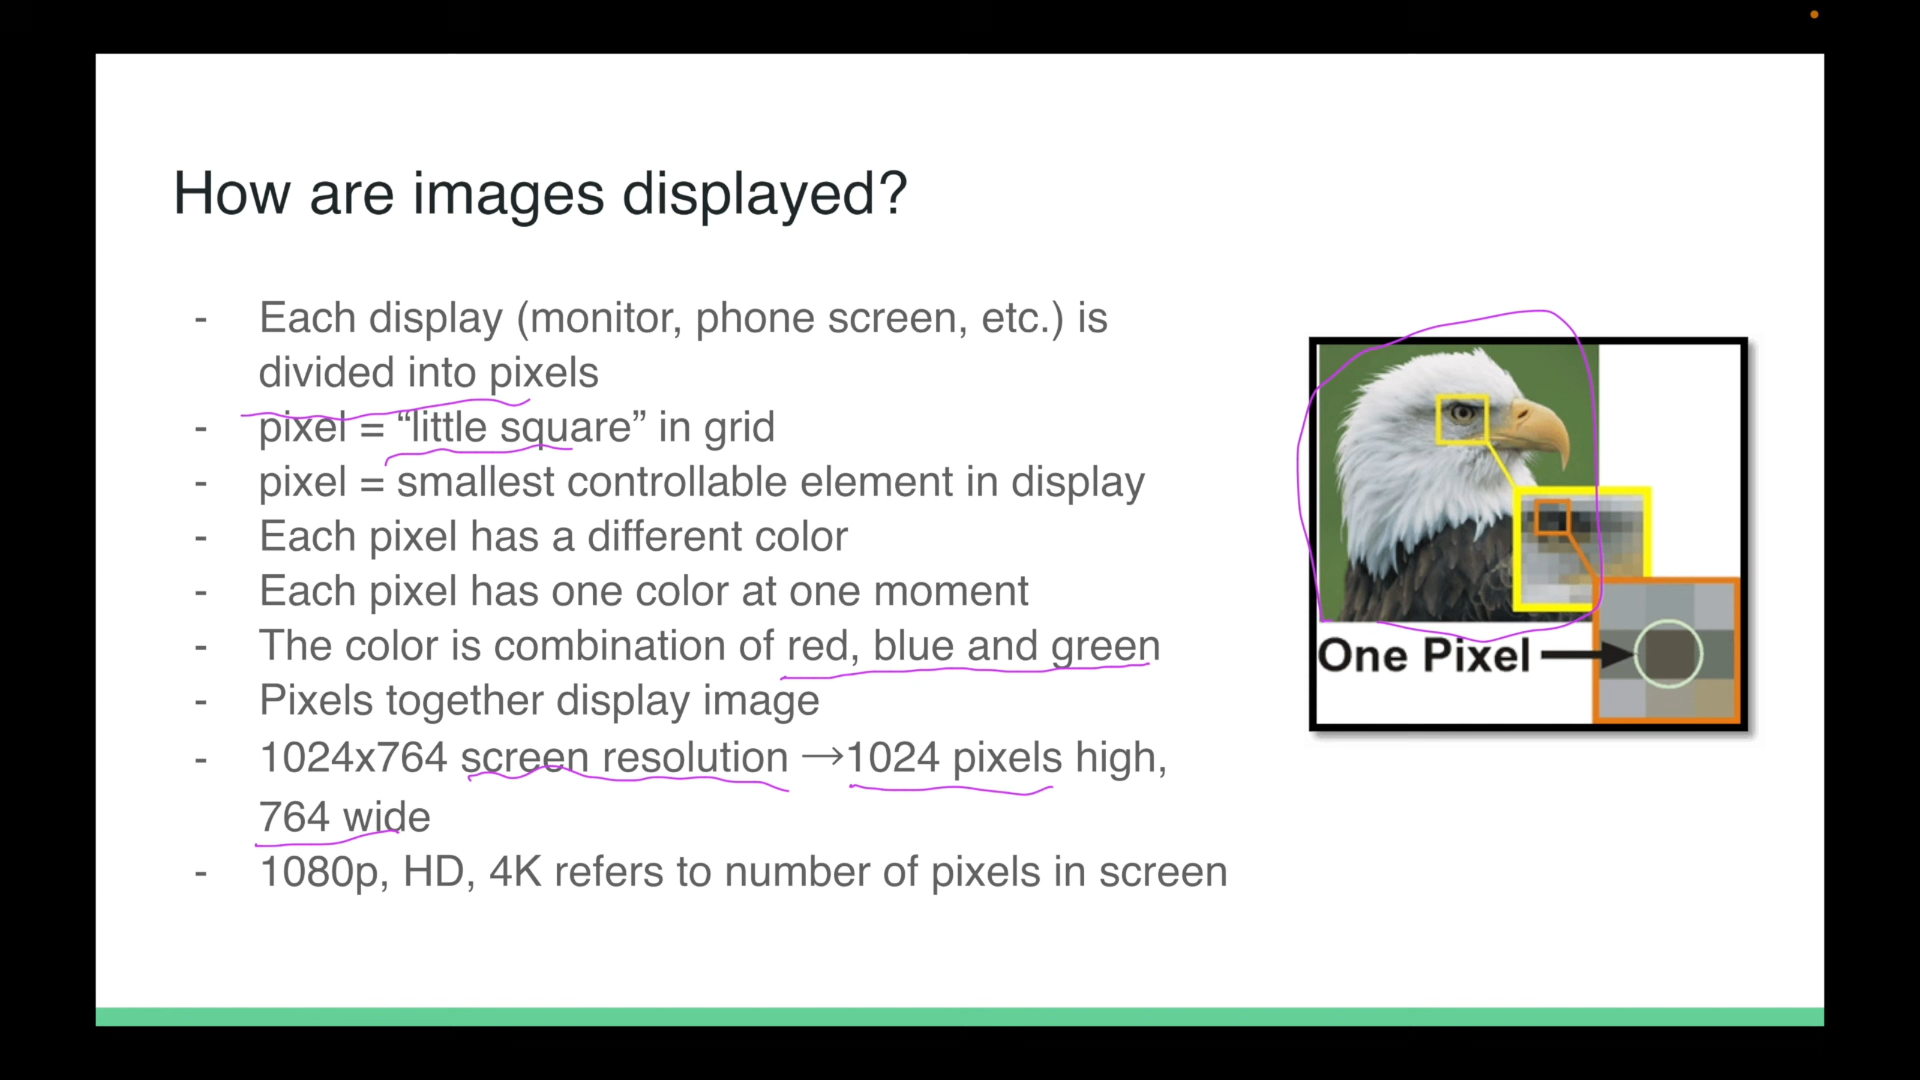 How are images displayed?
- Each display (monitor, phone screen, etc.) is
divided into pixels
- pixel = “little square” in grid
- pixel = smallest controllable element in display
- Each pixel has a different color
- Each pixel has one color at one moment
- The color is combination of red, blue and green
- Pixels together display image
- 1024x764 screen resolution →1024 pixels high,
764 wide
- 1080p, HD, 4K refers to number of pixels in screen
One Pixel